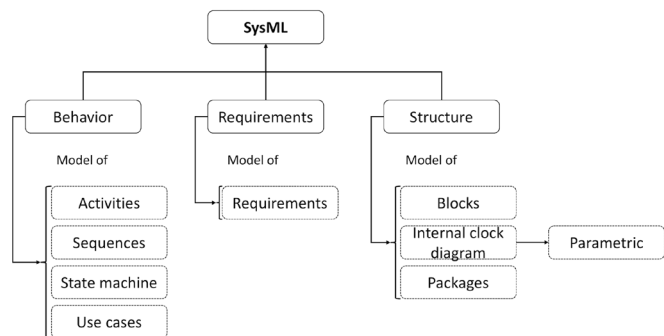 SysML
Behavior
Requirements
Structure
Model of
Model of
Model of
Activities
Requirements
Blocks
Sequences
Internal clock
diagram
Parametric
State machine
Packages
Use cases